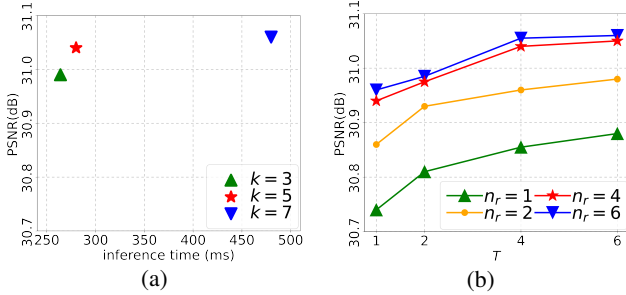 PSNR(dB)
31.1
31.0
30.9
30.8
30.7
250 300 350 400 450 500
inference time (ms)
k = 3
k = 5
k = 7
(a)
PSNR(dB)
31.1
31.0
30.9
30.8
30.7
1 2 4 6
T
n_r = 1 n_r = 4
n_r = 2 n_r = 6
(b)